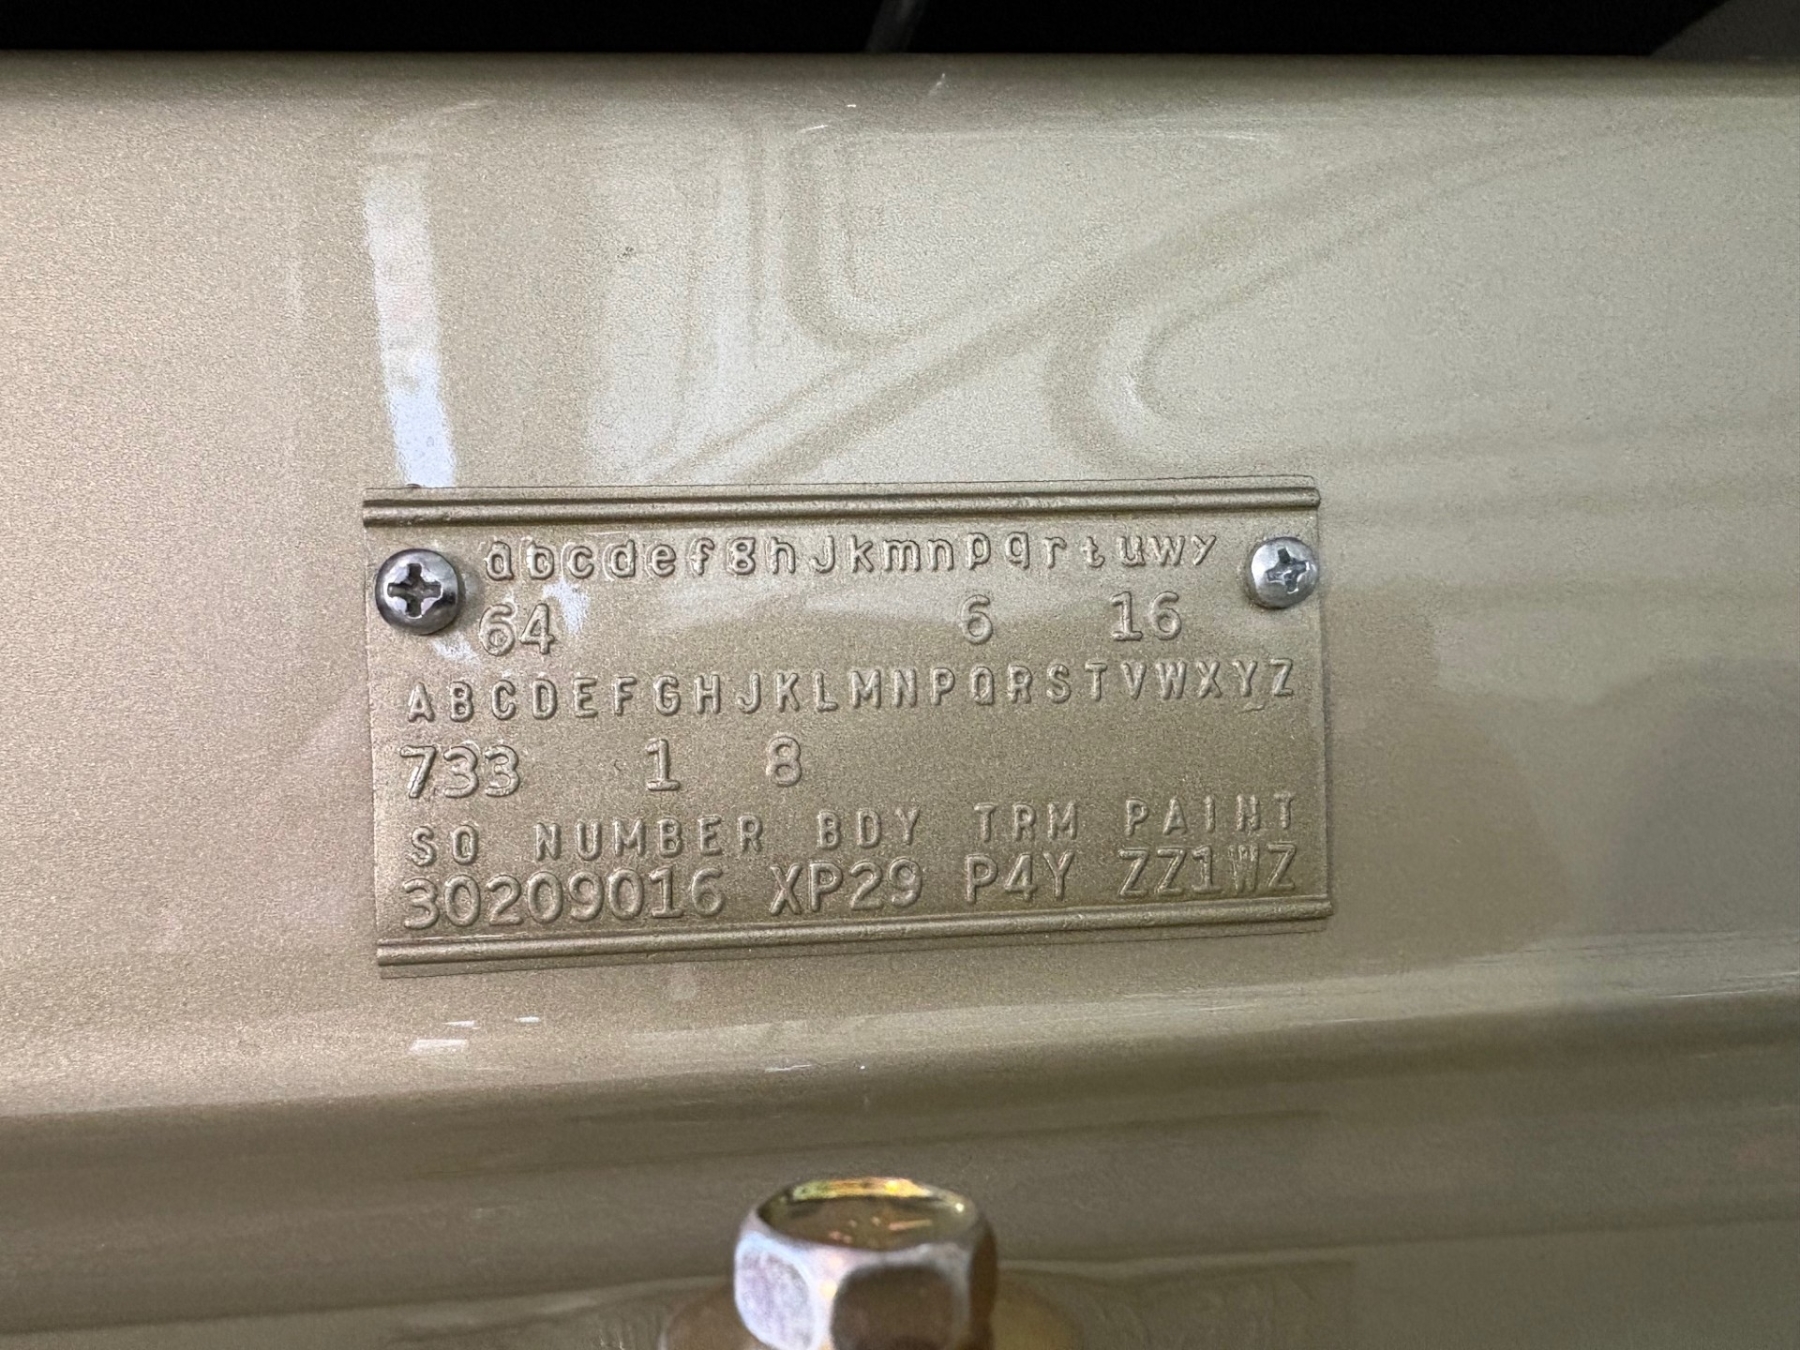 abcdefghJkmnpqrtuwy
64 6 16
ABCDEFGHJKLMNPQRSTVWXYZ
733 1 8
SO NUMBER BDY TRM PAINT
30209016 XP29 P4Y ZZ1WZ